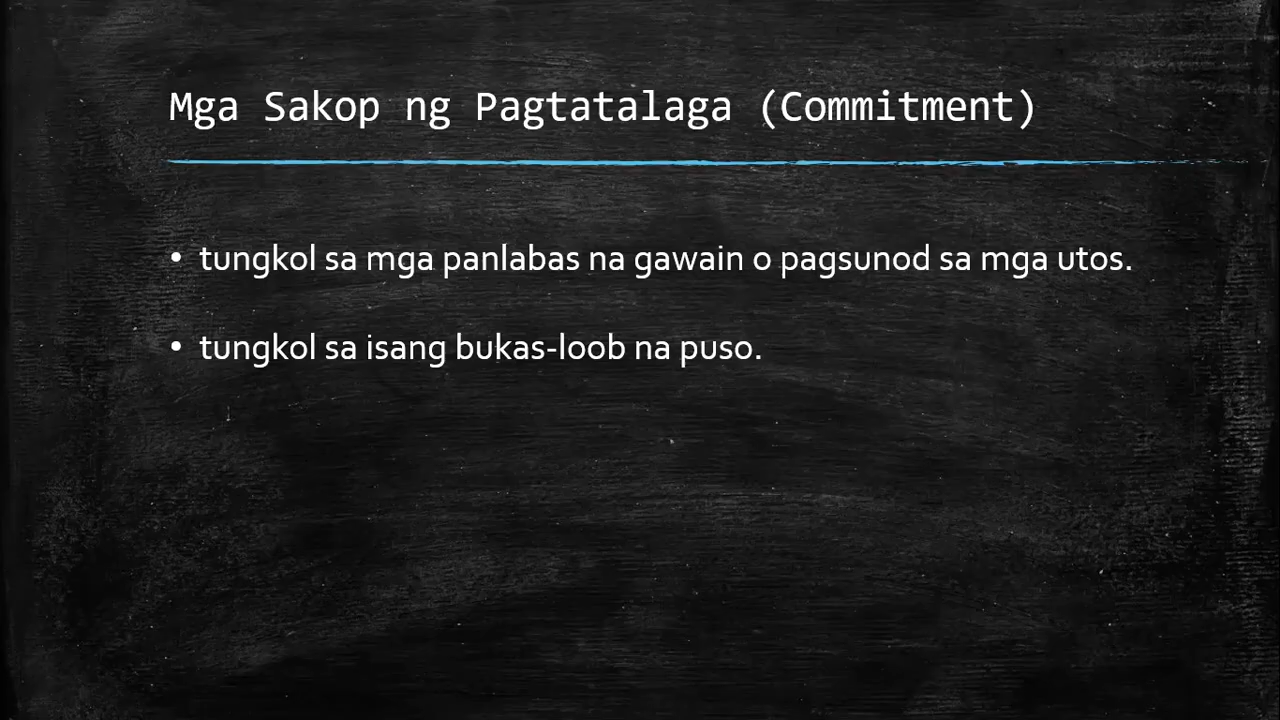 Mga Sakop ng Pagtatalaga (Commitment)
• tungkol sa mga panlabas na gawain o pagsunod sa mga utos.
• tungkol sa isang bukas-loob na puso.